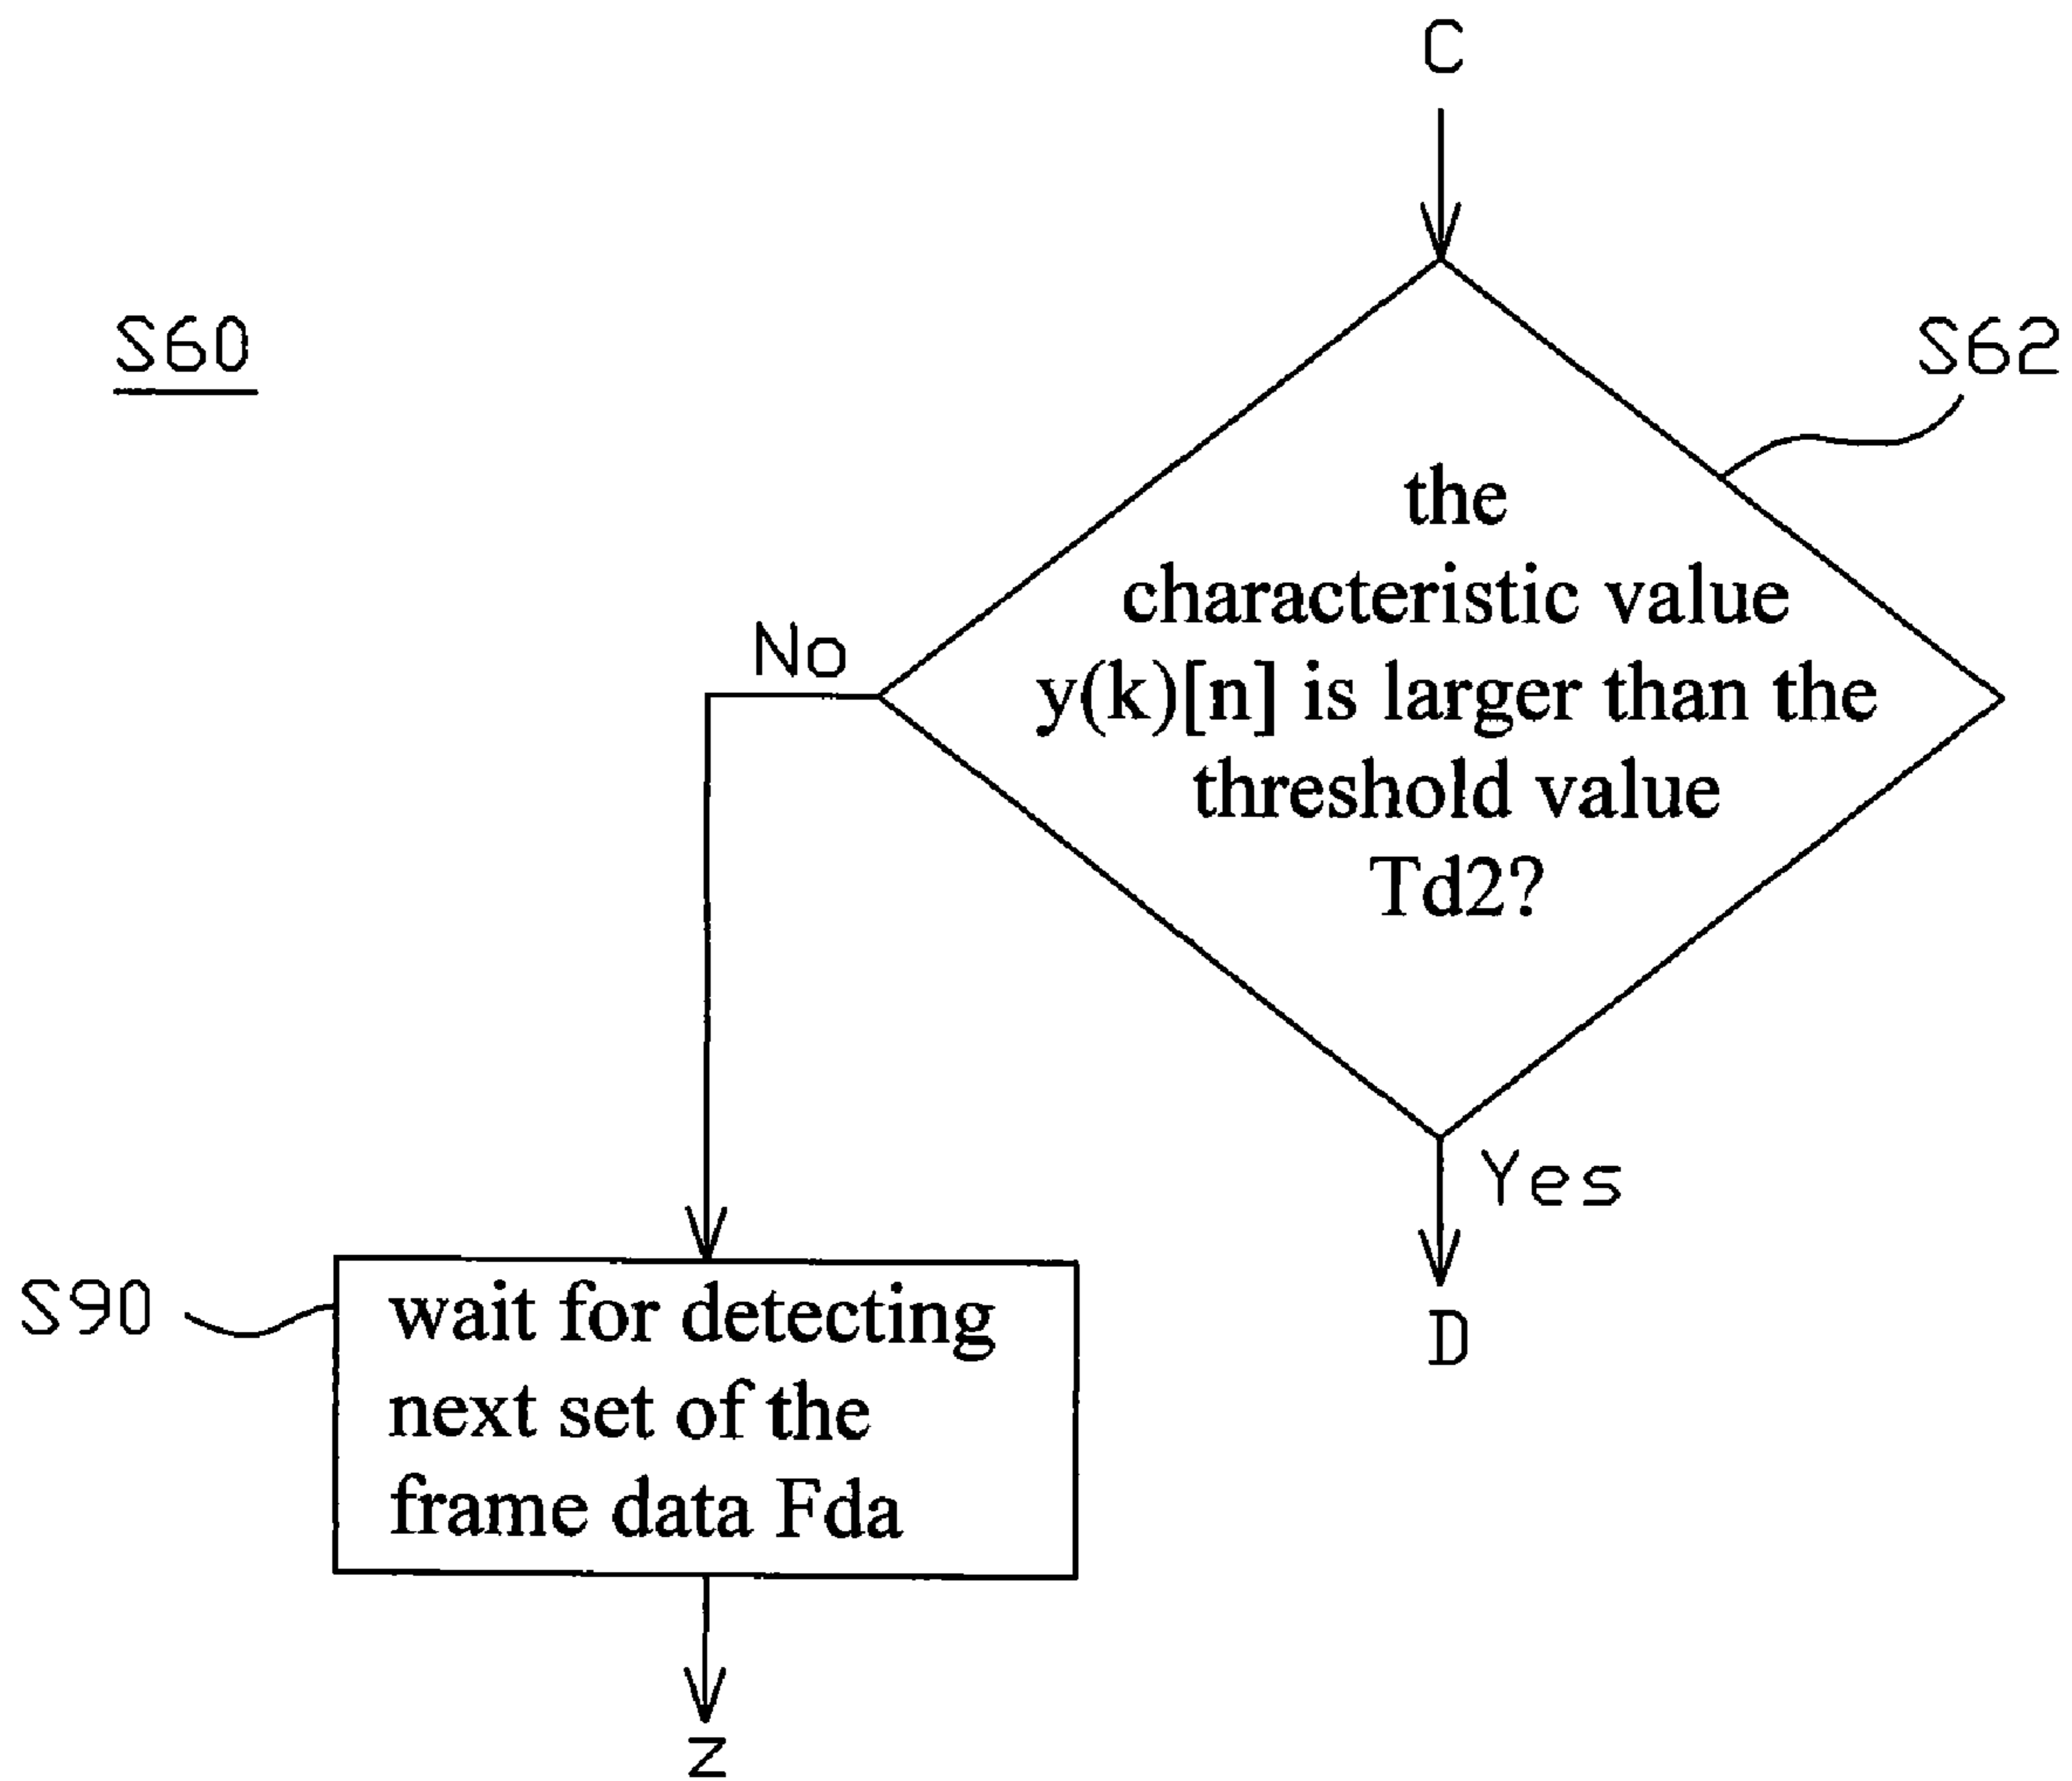 C
S60
S62
the
characteristic value
y(k)[n] is larger than the
threshold value
Td2?
No
Yes
D
S90
wait for detecting
next set of the
frame data Fda
z